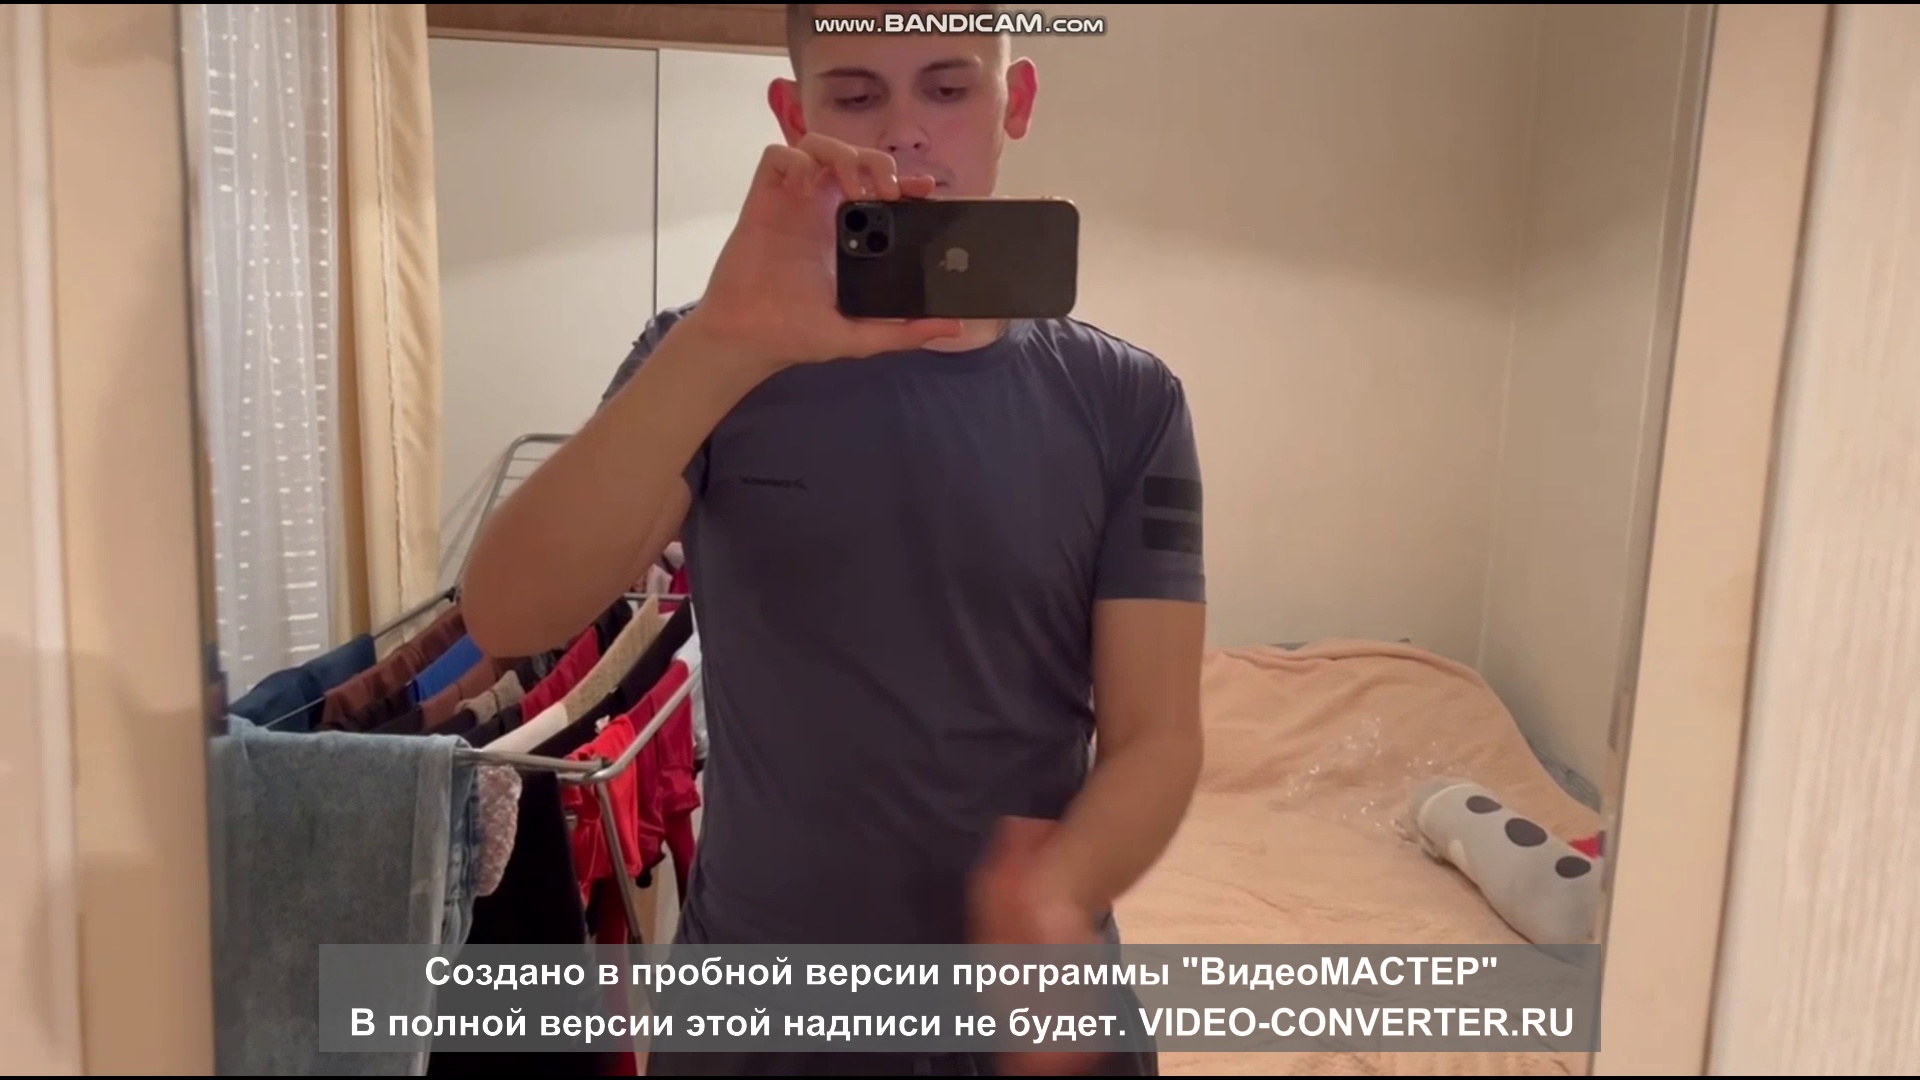 www.BANDICAM.com
Создано в пробной версии программы "ВидеоМАСТЕР"
В полной версии этой надписи не будет. VIDEO-CONVERTER.RU